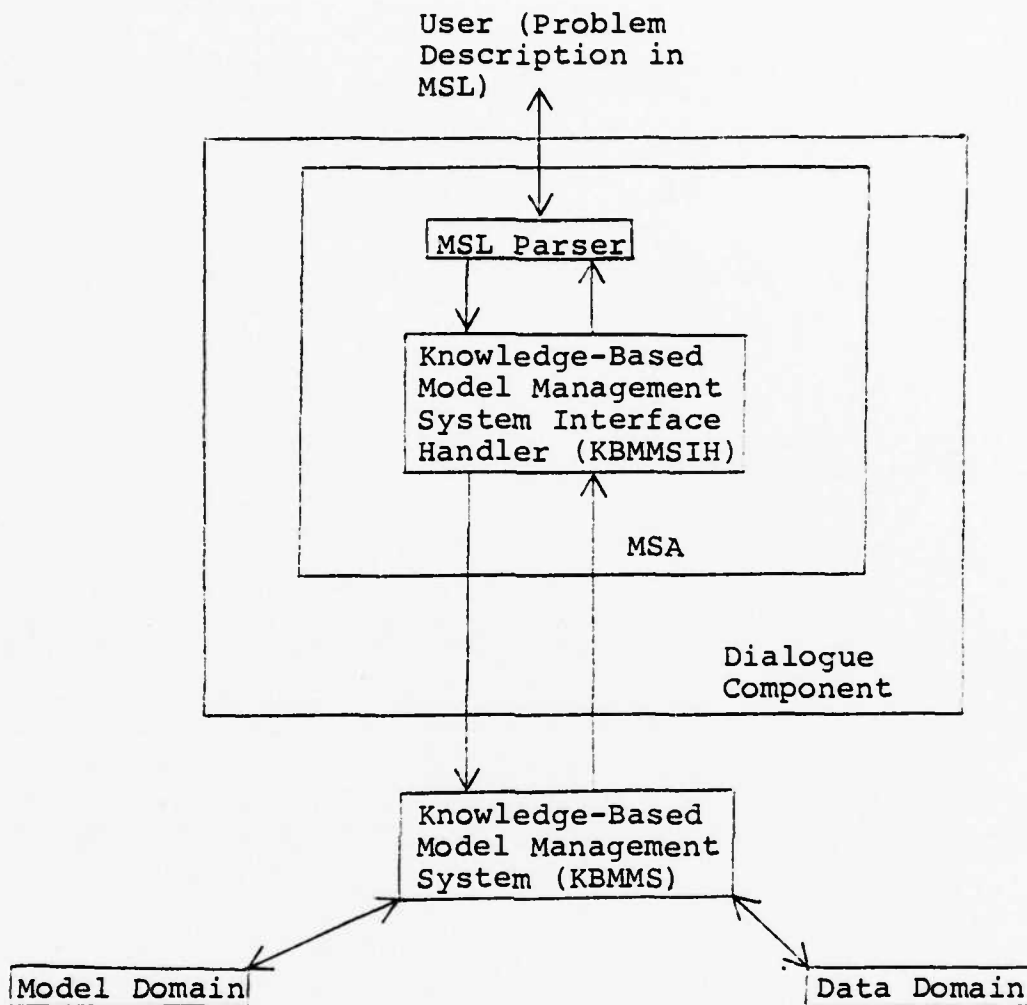 User (Problem
Description in
MSL)
MSL Parser
Knowledge-Based
Model Management
System Interface
Handler (KBMMSIH)
MSA
Dialogue
Component
Knowledge-Based
Model Management
System (KBMMS)
Model Domain
Data Domain